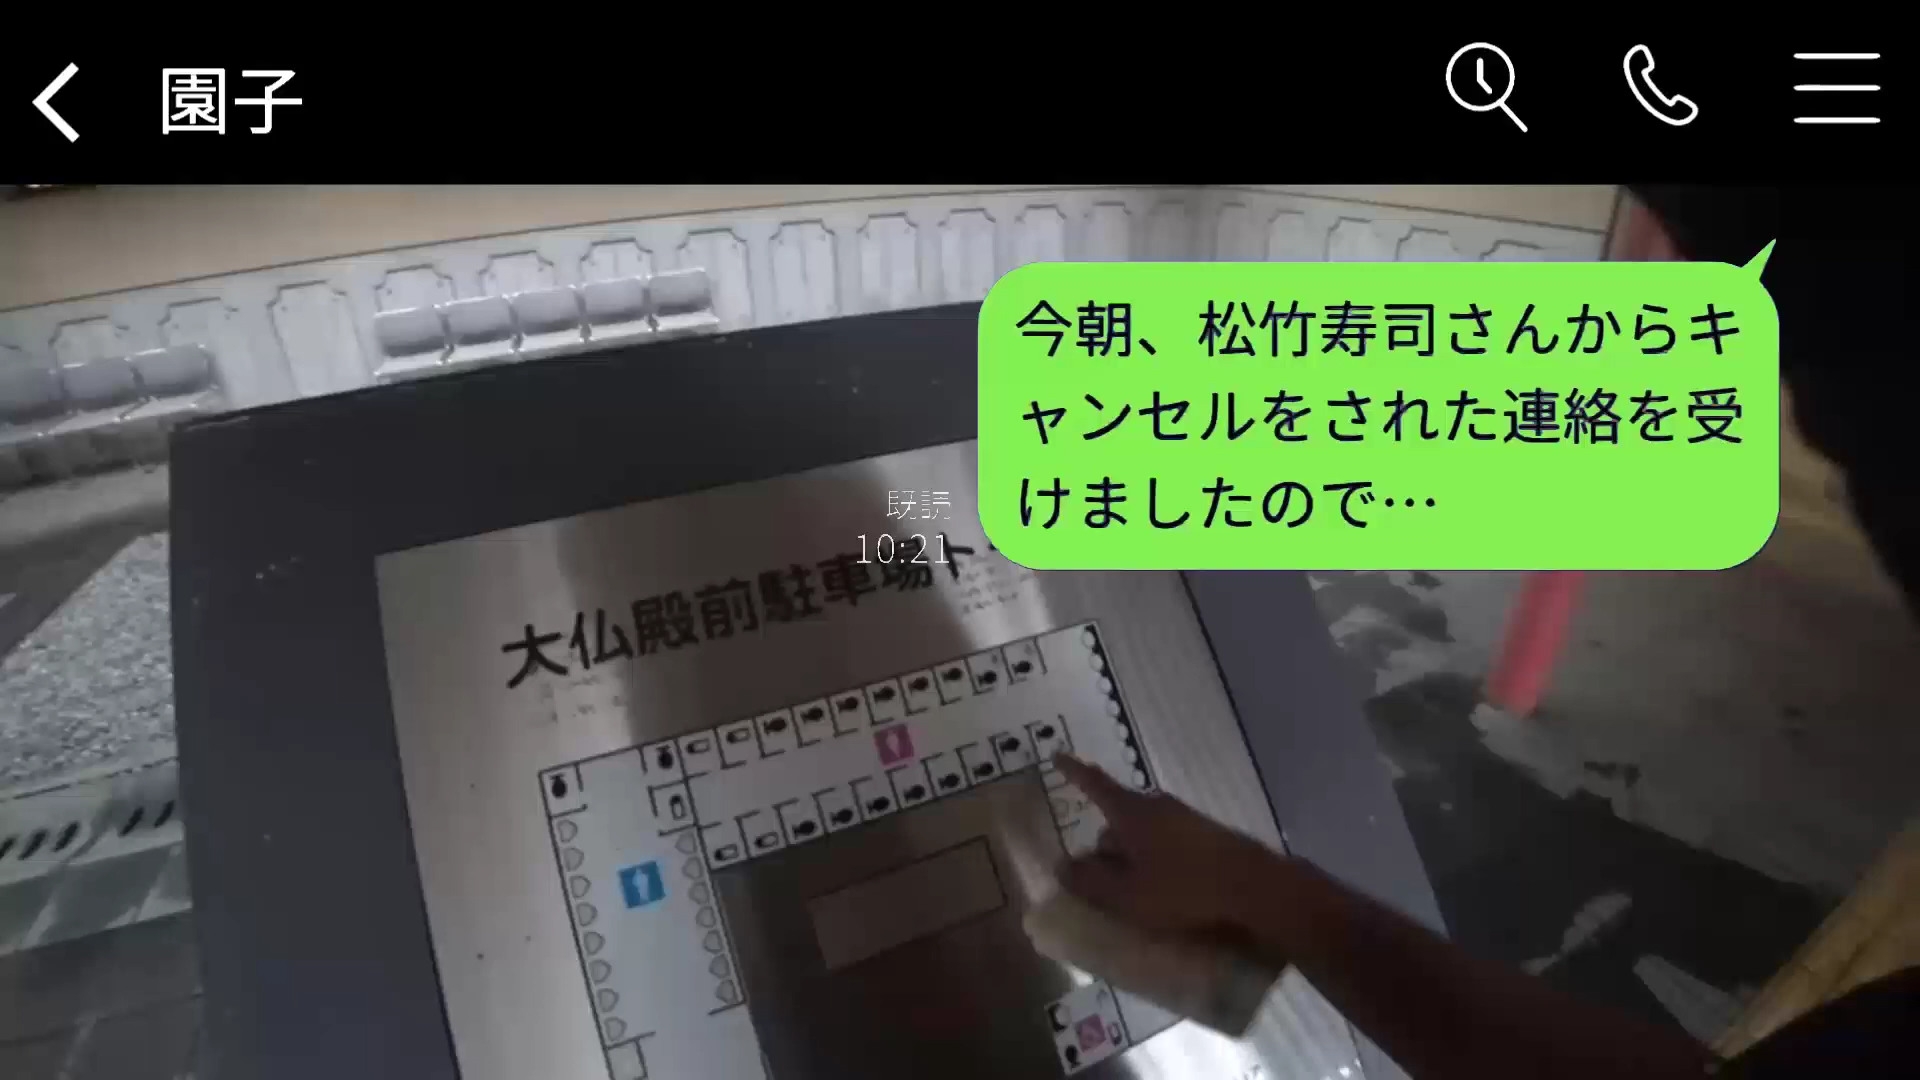 園子
今朝、松竹寿司さんからキ
ャンセルをされた連絡を受
けましたので…
既読
10:21
大仏殿前駐車場ト